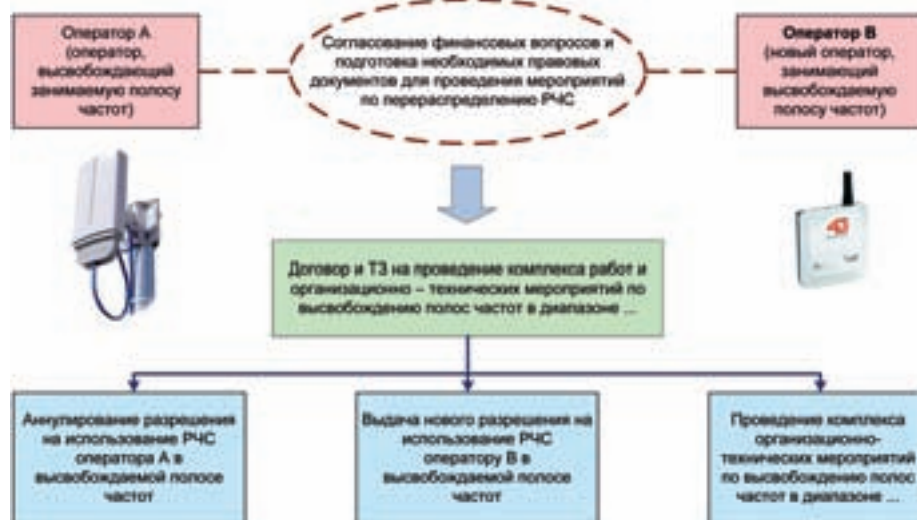 Оператор А
(оператор,
высвобождающий
занимаемую полосу
частот)
Согласование финансовых вопросов и
подготовка необходимых правовых
документов для проведения мероприятий
по перераспределению РЧС
Оператор В
(новый оператор,
занимающий
высвобождаемую
полосу частот)
Договор и ТЗ на проведение комплекса работ и
организационно – технических мероприятий по
высвобождению полос частот в диапазоне ...
Аннулирование разрешения
на использование РЧС
оператора А в
высвобождаемой полосе
частот
Выдача нового разрешения на
использование РЧС
оператору В в
высвобождаемой полосе
частот
Проведение комплекса
организационно-
технических мероприятий
по высвобождению полос
частот в диапазоне ...